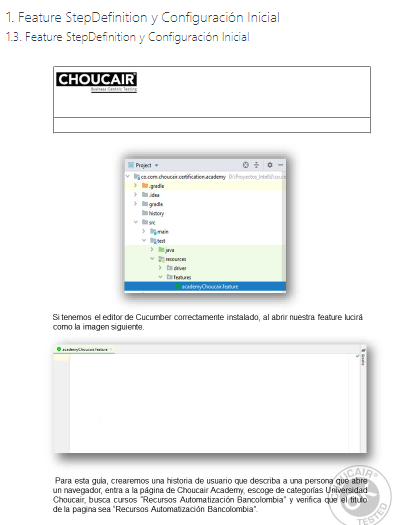 1. Feature StepDefinition y Configuración Inicial
1.3. Feature StepDefinition y Configuración Inicial
CHOUCAIR
Business Centric Testing
Project
co.com.choucair.certification.academy
.gradle
.idea
gradle
history
src
main
test
java
resources
driver
features
academyChoucair.feature
Si tenemos el editor de Cucumber correctamente instalado, al abrir nuestra feature lucirá
como la imagen siguiente.
academyChoucair.feature
Para esta guía, crearemos una historia de usuario que describa a una persona que abre
un navegador, entra a la página de Choucair Academy, escoge de categorías Universidad
Choucair, busca cursos "Recursos Automatización Bancolombia" y verifica que el titulo
de la pagina sea "Recursos Automatización Bancolombia".
TESTED